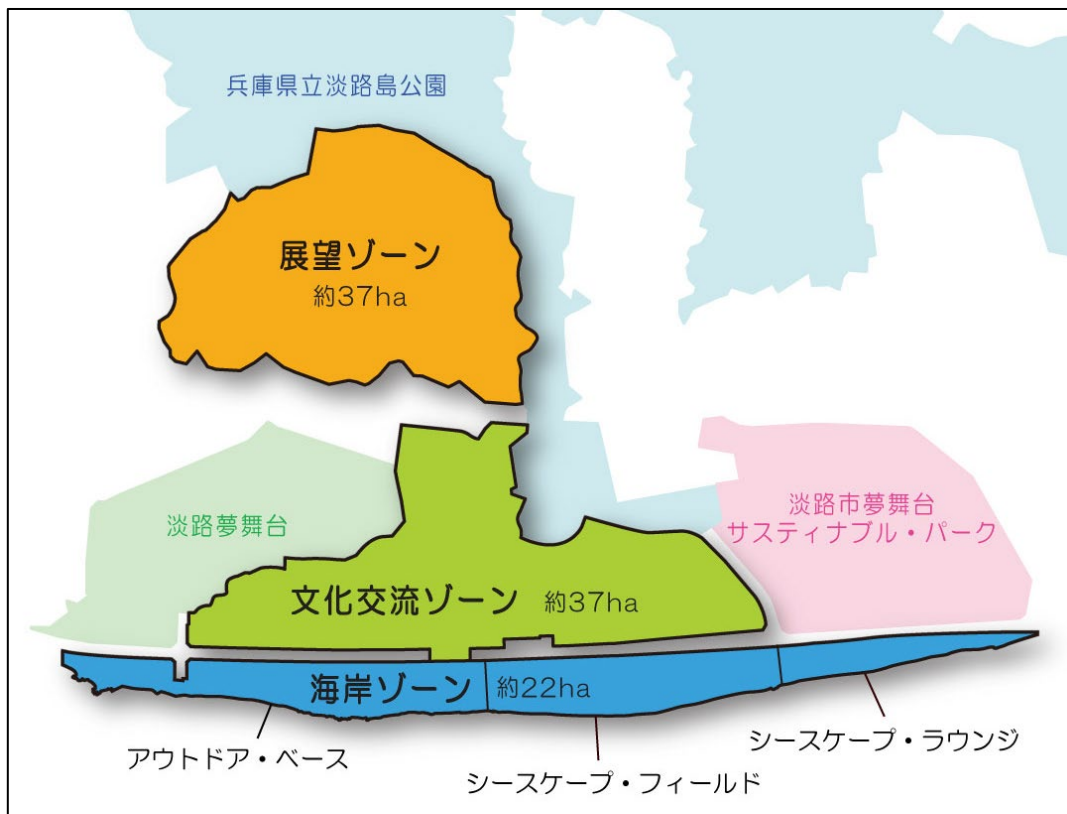 兵庫県立淡路島公園
展望ゾーン
約37ha
淡路夢舞台
淡路市夢舞台
サスティナブル・パーク
文化交流ゾーン 約37ha
海岸ゾーン 約22ha
アウトドア・ベース
シースケープ・フィールド
シースケープ・ラウンジ